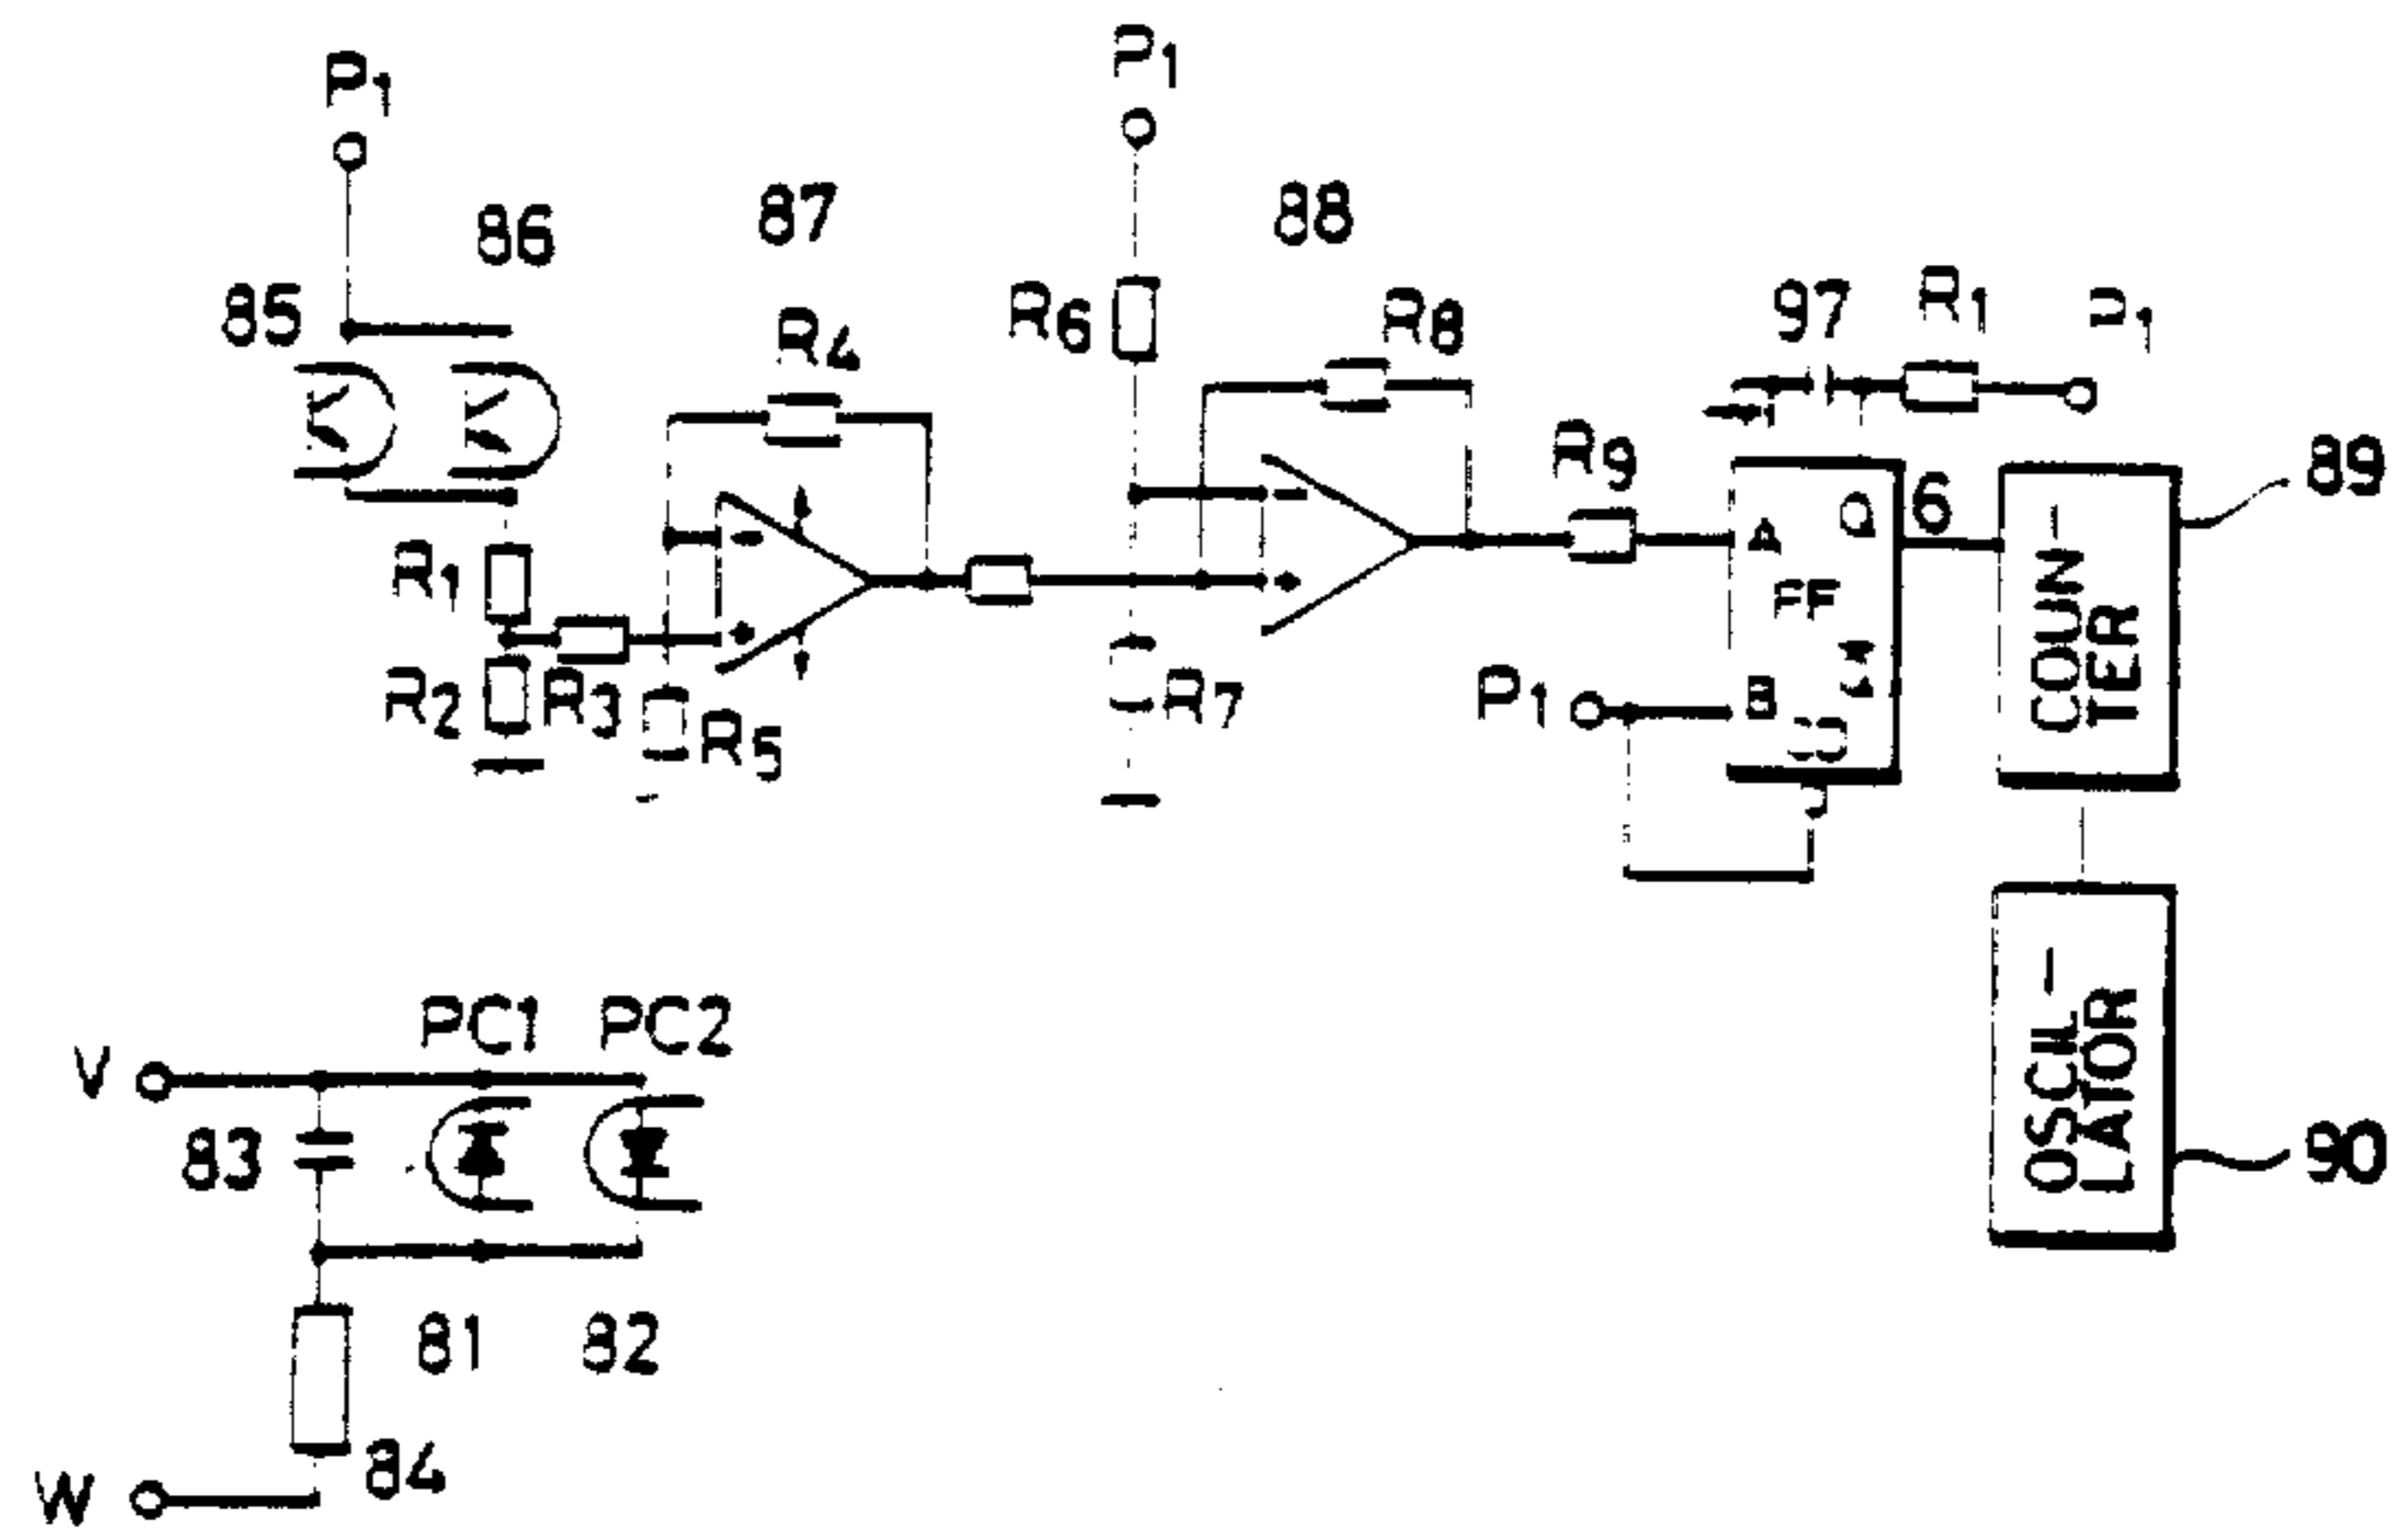 P1
P1
86
87
88
85
R4
R6
R8
97
R1
P1
R9
89
R1
A
Q
6
FF
COUN-
TER
R2
R3
R5
R7
P1
B
PC1
PC2
V
83
OSCIL-
LATOR
90
81
82
84
W